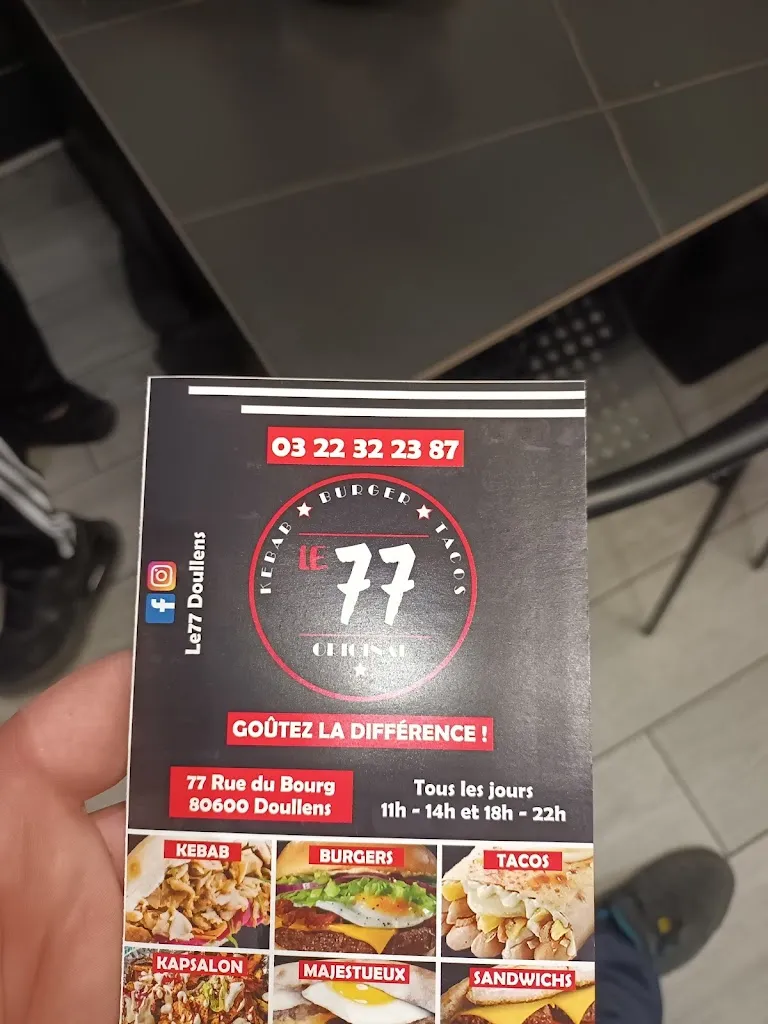 03 22 32 23 87
KEBAB ★ BURGER ★ TACOS
LE 77
ORIGINAL
Le77 Doullens
GOÛTEZ LA DIFFÉRENCE !
77 Rue du Bourg
80600 Doullens
Tous les jours
11h - 14h et 18h - 22h
KEBAB
BURGERS
TACOS
KAPSALON
MAJESTUEUX
SANDWICHS